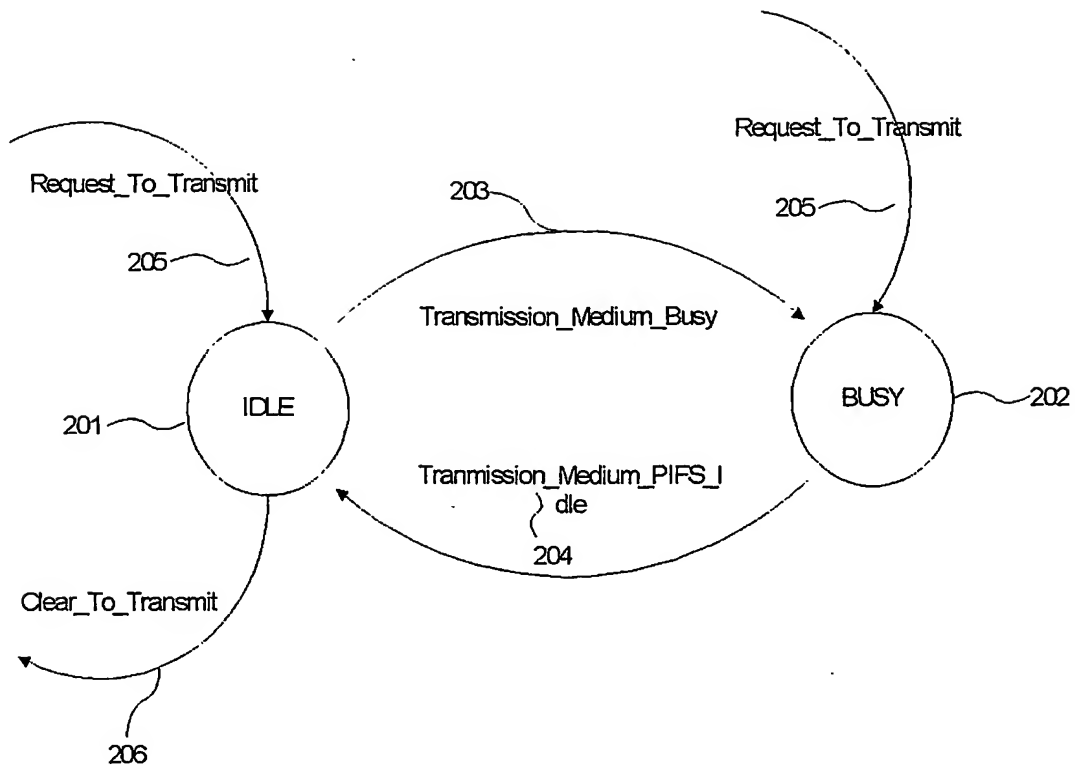 Request_To_Transmit
Request_To_Transmit
203
205
205
Transmission_Medium_Busy
IDLE
BUSY
201
202
Tranmission_Medium_PIFS_I
dle
204
Clear_To_Transmit
206